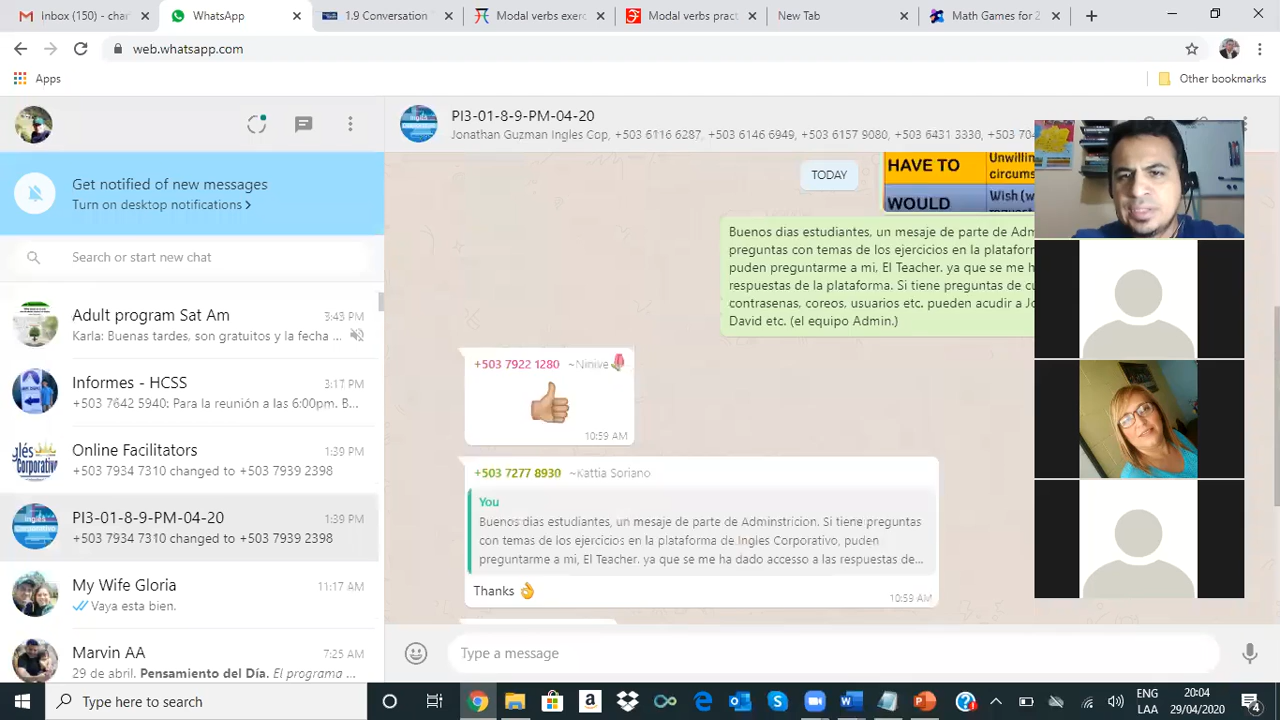 Inbox (150) - chan
WhatsApp
1.9 Conversation
Modal verbs exerc
Modal verbs pract
New Tab
Math Games for 2
web.whatsapp.com
Apps
Other bookmarks
Get notified of new messages
Turn on desktop notifications
Search or start new chat
Adult program Sat Am
3:43 PM
Karla: Buenas tardes, son gratuitos y la fecha ...
Informes - HCSS
3:17 PM
+503 7642 5940: Para la reunión a las 6:00pm. B...
Online Facilitators
1:39 PM
+503 7934 7310 changed to +503 7939 2398
PI3-01-8-9-PM-04-20
1:39 PM
+503 7934 7310 changed to +503 7939 2398
My Wife Gloria
11:17 AM
Vaya esta bien.
Marvin AA
7:25 AM
29 de abril. Pensamiento del Día. El programa ...
PI3-01-8-9-PM-04-20
Jonathan Guzman Ingles Cop, +503 6116 6287, +503 6146 6949, +503 6157 9080, +503 6431 3330, +503 704
TODAY
HAVE TO
Unwilling
circums
WOULD
Wish (w
Buenos dias estudiantes, un mesaje de parte de Adm
preguntas con temas de los ejercicios en la plataform
puden preguntarme a mi, El Teacher. ya que se me h
respuestas de la plataforma. Si tiene preguntas de cu
contrasenas, coreos, usuarios etc. pueden acudir a Jo
David etc. (el equipo Admin.)
+503 7922 1280 ~Ninive
10:59 AM
+503 7277 8930 ~Kattia Soriano
You
Buenos dias estudiantes, un mesaje de parte de Adminstricion. Si tiene preguntas
con temas de los ejercicios en la plataforma de Ingles Corporativo, puden
preguntarme a mi, El Teacher. ya que se me ha dado acceso a las respuestas de...
Thanks 👌
10:59 AM
Type a message
Type here to search
ENG
LAA
20:04
29/04/2020
4